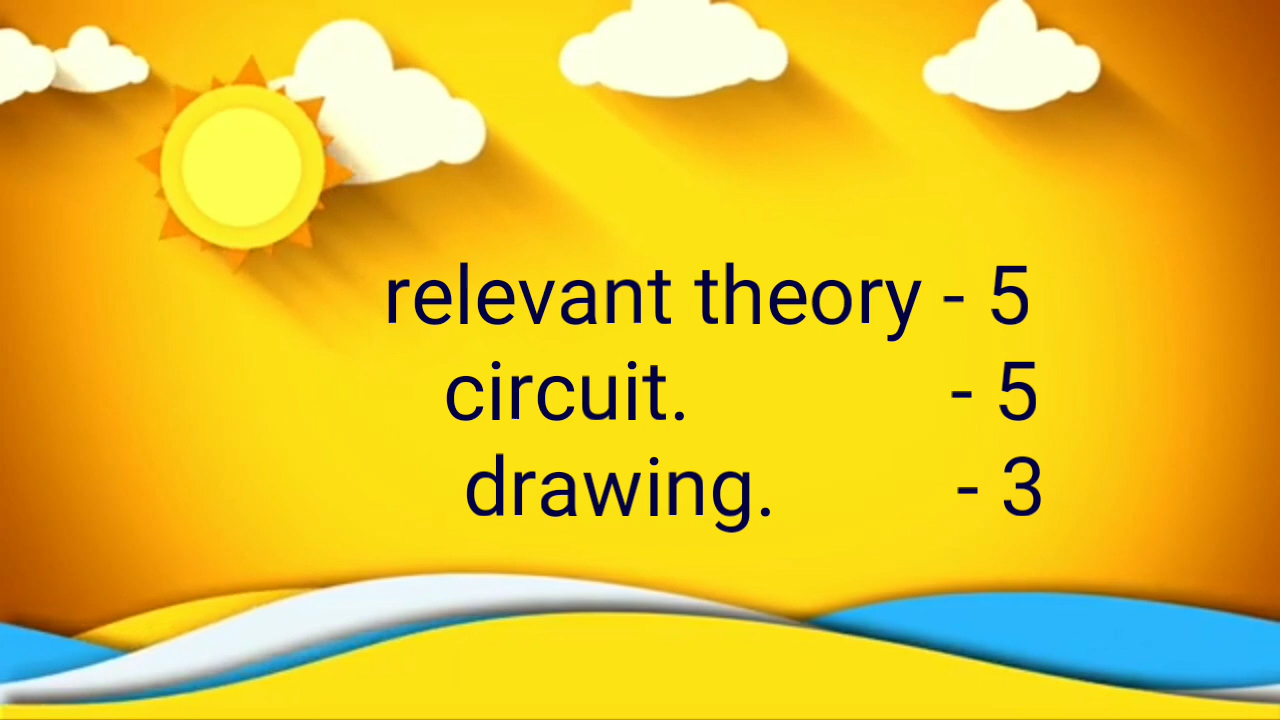 relevant theory - 5
circuit. - 5
drawing. - 3